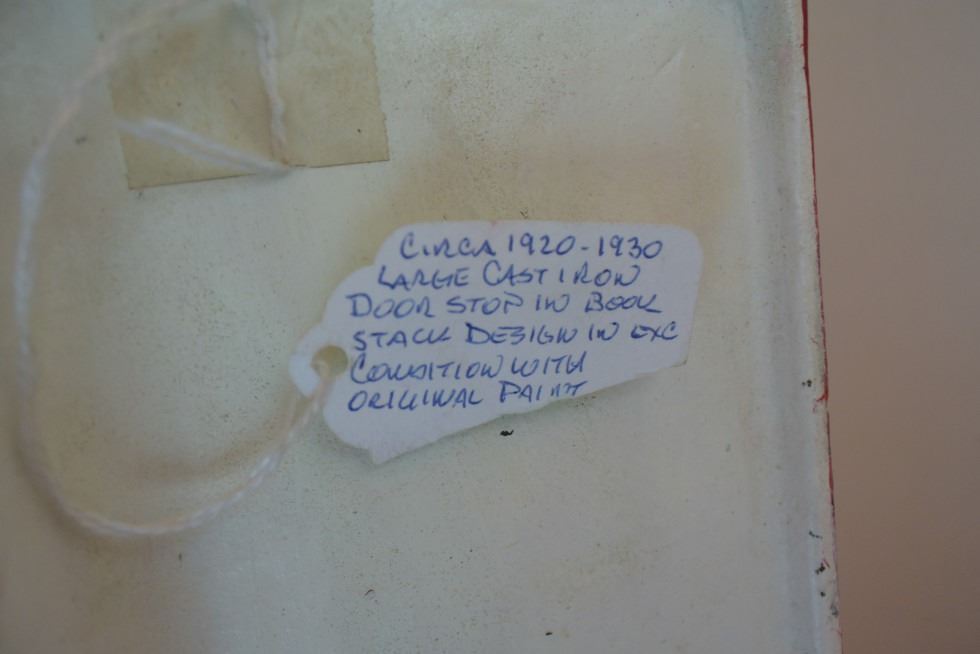 CIRCA 1920-1930
LARGE CAST IRON
DOOR STOP IN BOOK
STACK DESIGN IN EXC
CONDITION WITH
ORIGINAL PAINT